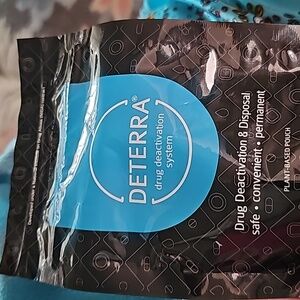 DETERRA®
drug deactivation
system
Drug Deactivation & Disposal
safe • convenient • permanent
PLANT-BASED POUCH